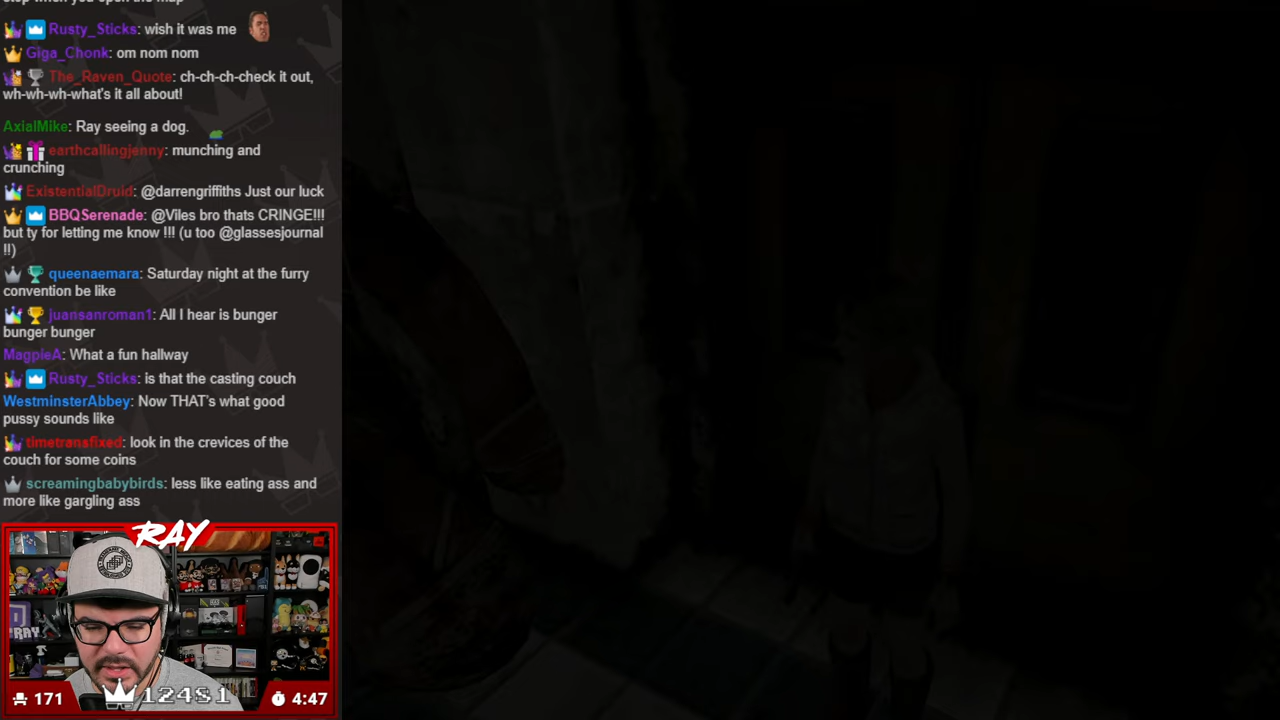 Rusty_Sticks: wish it was me
Giga_Chonk: om nom nom
The_Raven_Quote: ch-ch-ch-check it out,
wh-wh-wh-what's it all about!
AxialMike: Ray seeing a dog.
earthcallingjenny: munching and
crunching
ExistentialDruid: @darrengriffiths Just our luck
BBQSerenade: @Viles bro thats CRINGE!!!
but ty for letting me know !!! (u too @glassesjournal
!!)
queenaemara: Saturday night at the furry
convention be like
juansanroman1: All I hear is bunger
bunger bunger
MagpieA: What a fun hallway
Rusty_Sticks: is that the casting couch
WestminsterAbbey: Now THAT's what good
pussy sounds like
timetransfixed: look in the crevices of the
couch for some coins
screamingbabybirds: less like eating ass and
more like gargling ass
RAY
171
12481
4:47